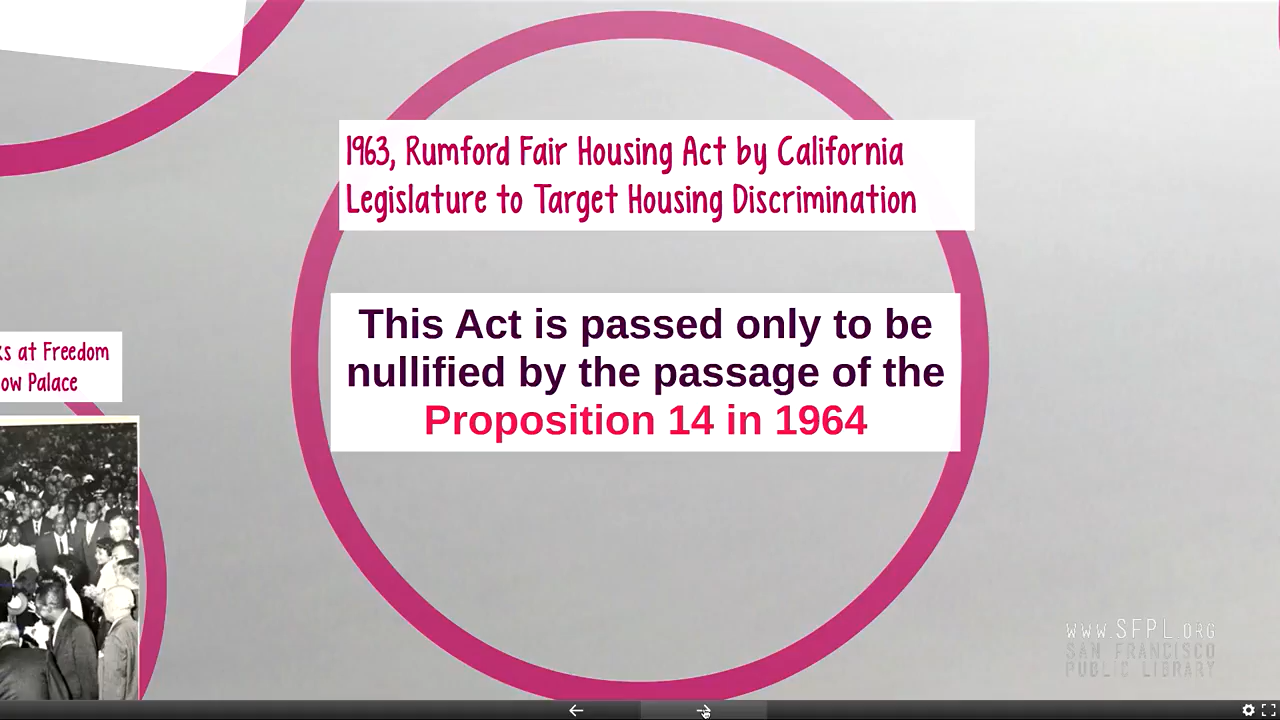 1963, Rumford Fair Housing Act by California
Legislature to Target Housing Discrimination
This Act is passed only to be
nullified by the passage of the
Proposition 14 in 1964
at Freedom
Palace
WWW.SFPL.ORG
SAN FRANCISCO
PUBLIC LIBRARY